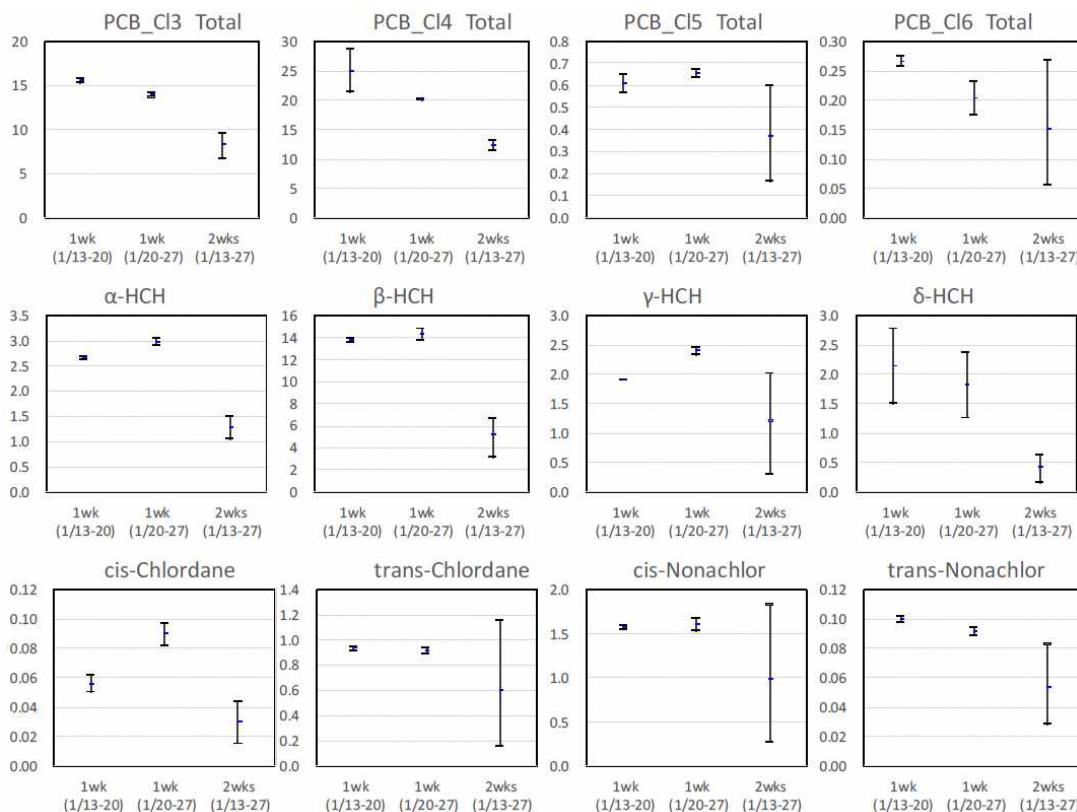 PCB_Cl3 Total
20
15
10
5
0
1wk
(1/13-20)
1wk
(1/20-27)
2wks
(1/13-27)
PCB_Cl4 Total
30
25
20
15
10
5
0
1wk
(1/13-20)
1wk
(1/20-27)
2wks
(1/13-27)
PCB_Cl5 Total
0.8
0.7
0.6
0.5
0.4
0.3
0.2
0.1
0.0
1wk
(1/13-20)
1wk
(1/20-27)
2wks
(1/13-27)
PCB_Cl6 Total
0.30
0.25
0.20
0.15
0.10
0.05
0.00
1wk
(1/13-20)
1wk
(1/20-27)
2wks
(1/13-27)
α-HCH
3.5
3.0
2.5
2.0
1.5
1.0
0.5
0.0
1wk
(1/13-20)
1wk
(1/20-27)
2wks
(1/13-27)
β-HCH
16
14
12
10
8
6
4
2
0
1wk
(1/13-20)
1wk
(1/20-27)
2wks
(1/13-27)
γ-HCH
3.0
2.5
2.0
1.5
1.0
0.5
0.0
1wk
(1/13-20)
1wk
(1/20-27)
2wks
(1/13-27)
δ-HCH
3.0
2.5
2.0
1.5
1.0
0.5
0.0
1wk
(1/13-20)
1wk
(1/20-27)
2wks
(1/13-27)
cis-Chlordane
0.12
0.10
0.08
0.06
0.04
0.02
0.00
1wk
(1/13-20)
1wk
(1/20-27)
2wks
(1/13-27)
trans-Chlordane
1.4
1.2
1.0
0.8
0.6
0.4
0.2
0.0
1wk
(1/13-20)
1wk
(1/20-27)
2wks
(1/13-27)
cis-Nonachlor
2.0
1.5
1.0
0.5
0.0
1wk
(1/13-20)
1wk
(1/20-27)
2wks
(1/13-27)
trans-Nonachlor
0.12
0.10
0.08
0.06
0.04
0.02
0.00
1wk
(1/13-20)
1wk
(1/20-27)
2wks
(1/13-27)